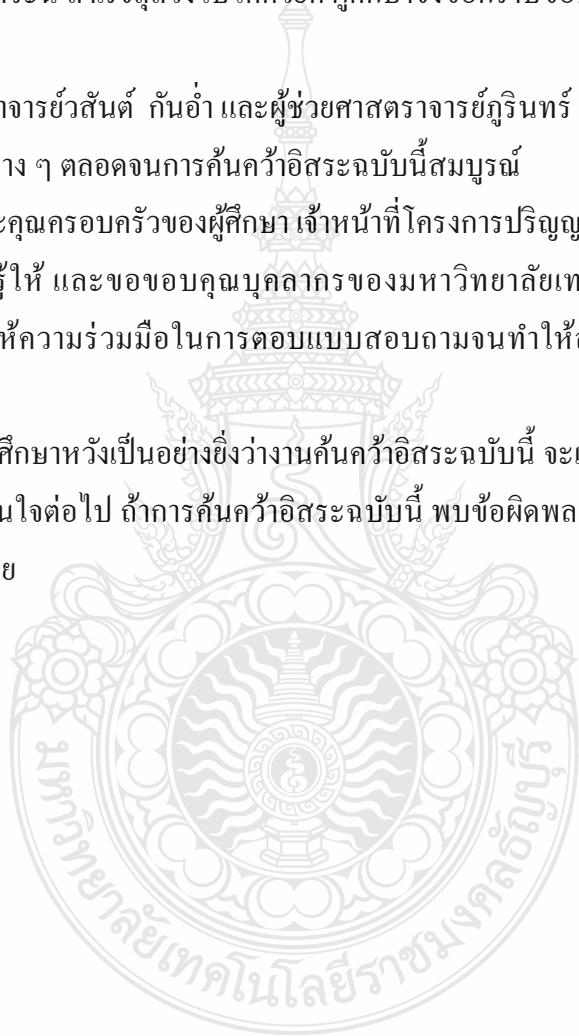 าจารย์วสันต์ กันอ่ำ และผู้ช่วยศาสตราจารย์ภูรินทร์
าง ๆ ตลอดจนการค้นคว้าอิสระฉบับนี้สมบูรณ์
ะคุณครอบครัวของผู้ศึกษา เจ้าหน้าที่โครงการปริญญ
รู้ให้ และขอขอบคุณบุคลากรของมหาวิทยาลัยเท
ห้ความร่วมมือในการตอบแบบสอบถามจนทำให้
ศึกษาหวังเป็นอย่างยิ่งว่างานค้นคว้าอิสระฉบับนี้ จะเ
นใจต่อไป ถ้าการค้นคว้าอิสระฉบับนี้ พบข้อผิดพล
ย
มหาวิทยาลัยเทคโนโลยีราชมงคลธัญบุรี